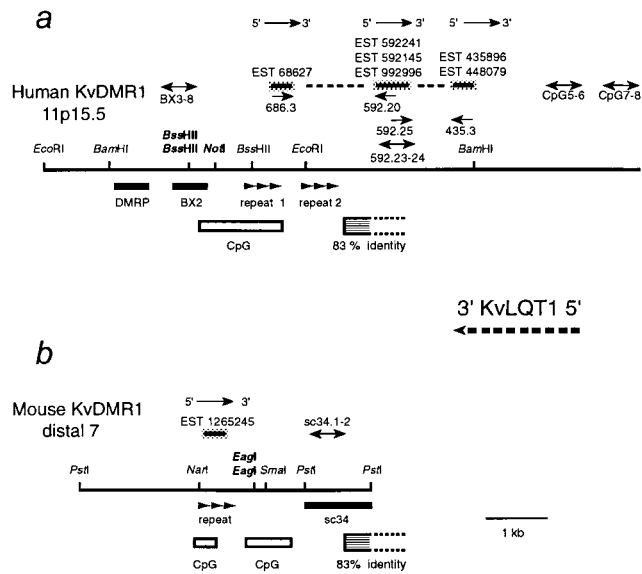 a
5' 3' 5' 3' 5' 3'
EST 592241
EST 592145 EST 435896
EST 68627 EST 992996 EST 448079
Human KvDMR1
11p15.5
BX3-8 CpG5-6 CpG7-8
686.3 592.20
592.25 435.3
592.23-24
BssHII
EcoRI BamHI BssHII NotI BssHII EcoRI BamHI
DMRP BX2 repeat 1 repeat 2
CpG 83 % identity
3' KvLQT1 5'
b
5' 3'
Mouse KvDMR1
distal 7
EST 1265245 sc34.1-2
EagI
PstI NarI EagI SmaI PstI PstI
repeat sc34
1 kb
CpG CpG 83% identity